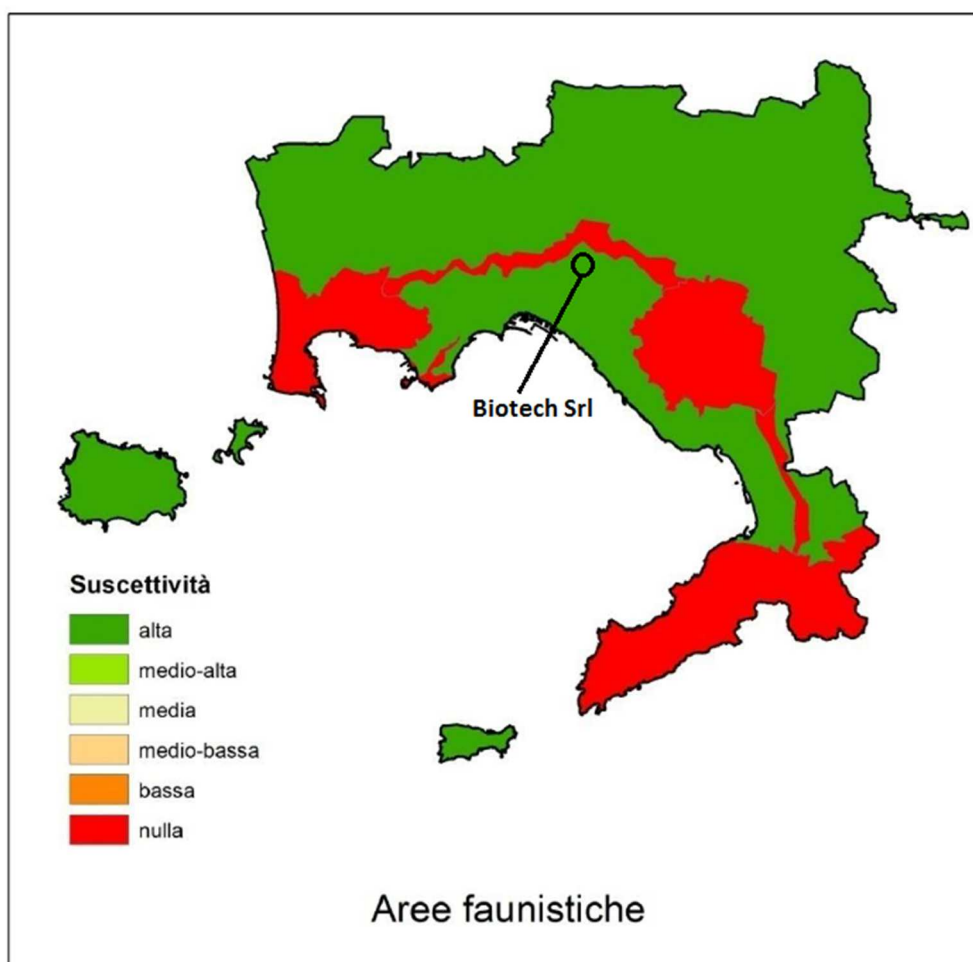 Biotech Srl
Suscettività
alta
medio-alta
media
medio-bassa
bassa
nulla
Aree faunistiche